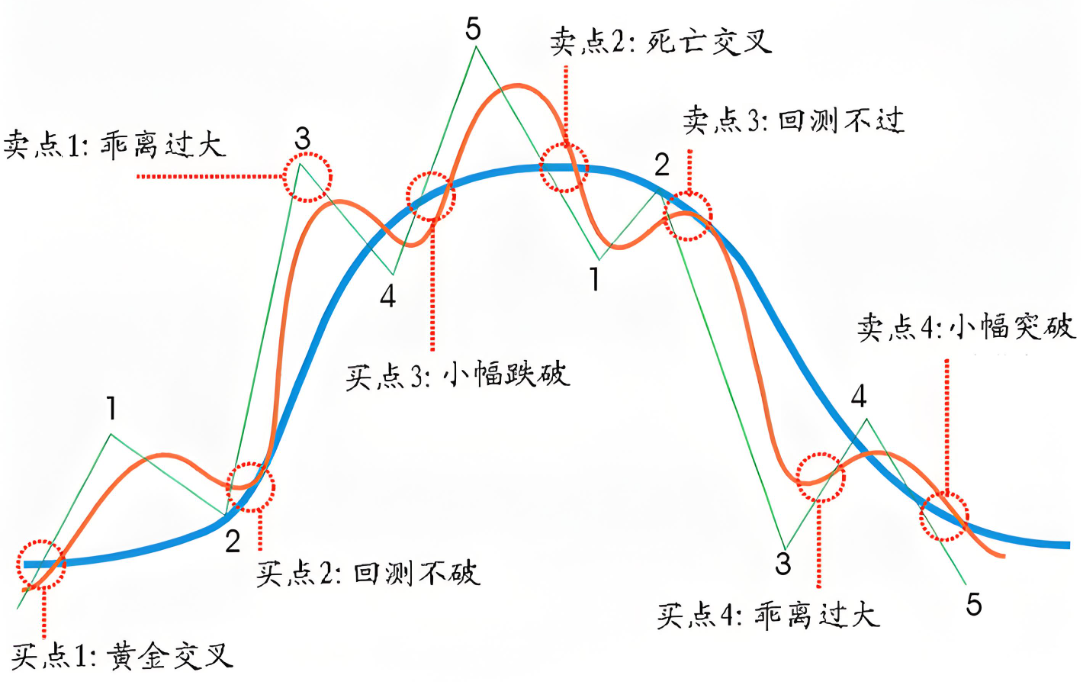 5
卖点2: 死亡交叉
卖点3: 回测不过
卖点1: 乖离过大
3
2
4
1
买点3: 小幅跌破
卖点4: 小幅突破
1
4
2
买点2: 回测不破
3
5
买点4: 乖离过大
买点1: 黄金交叉